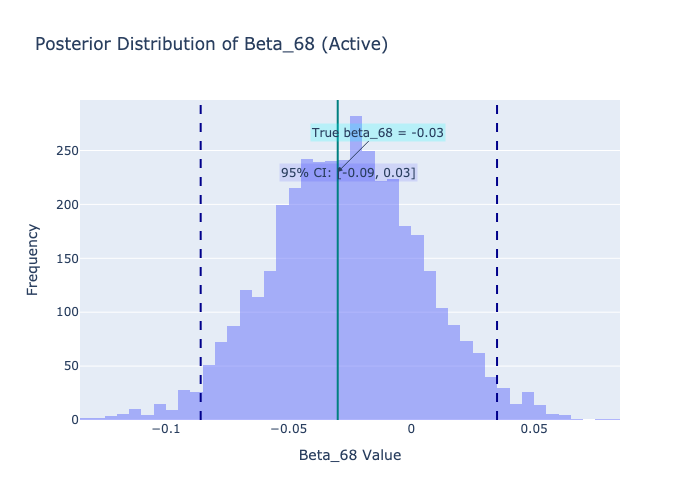 Posterior Distribution of Beta_68 (Active)
True beta_68 = -0.03
95% CI: [-0.09, 0.03]
Frequency
250
200
150
100
50
0
−0.1
−0.05
0
0.05
Beta_68 Value